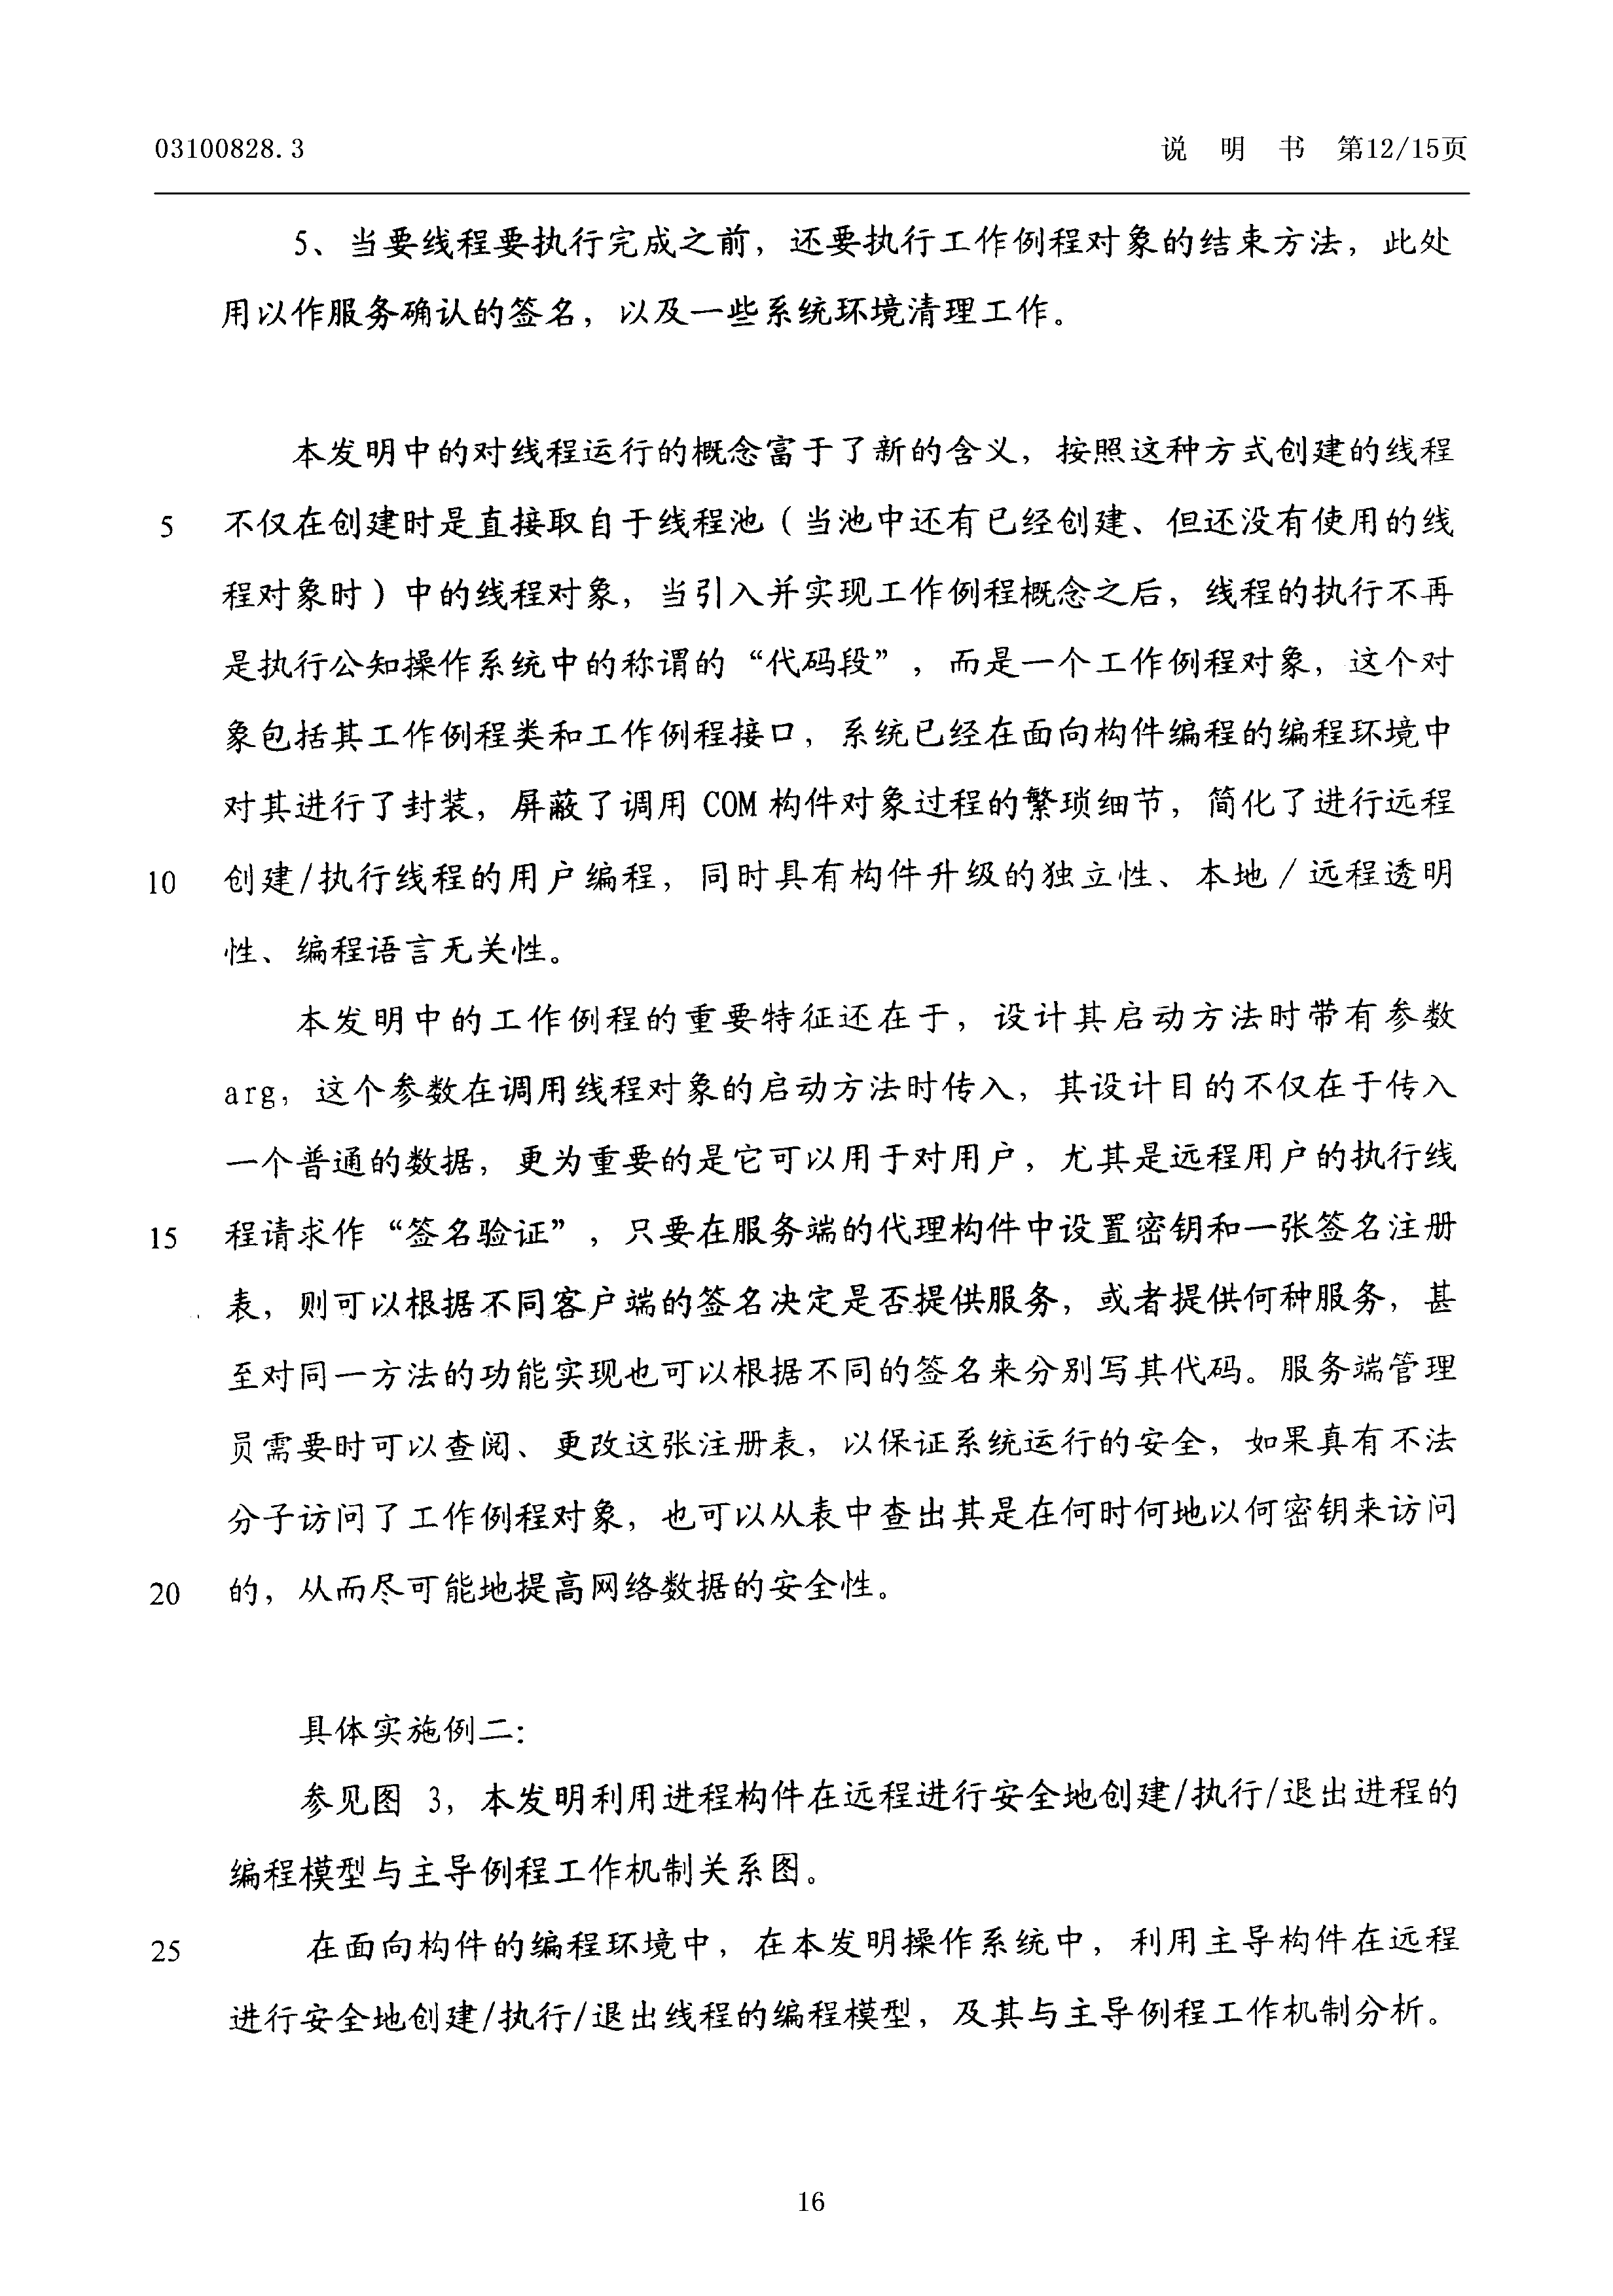 03100828.3 说 明 书 第12/15页
5、当要线程要执行完成之前，还要执行工作例程对象的结束方法，此处
用以作服务确认的签名，以及一些系统环境清理工作。
本发明中的对线程运行的概念富于了新的含义，按照这种方式创建的线程
5 不仅在创建时是直接取自于线程池（当池中还有已经创建、但还没有使用的线
程对象时）中的线程对象，当引入并实现工作例程概念之后，线程的执行不再
是执行公知操作系统中的称谓的“代码段”，而是一个工作例程对象，这个对
象包括其工作例程类和工作例程接口，系统已经在面向构件编程的编程环境中
对其进行了封装，屏蔽了调用 COM 构件对象过程的繁琐细节，简化了进行远程
10 创建/执行线程的用户编程，同时具有构件升级的独立性、本地/远程透明
性、编程语言无关性。
本发明中的工作例程的重要特征还在于，设计其启动方法时带有参数
arg，这个参数在调用线程对象的启动方法时传入，其设计目的不仅在于传入
一个普通的数据，更为重要的是它可以用于对用户，尤其是远程用户的执行线
15 程请求作“签名验证”，只要在服务端的代理构件中设置密钥和一张签名注册
表，则可以根据不同客户端的签名决定是否提供服务，或者提供何种服务，甚
至对同一方法的功能实现也可以根据不同的签名来分别写其代码。服务端管理
员需要时可以查阅、更改这张注册表，以保证系统运行的安全，如果真有不法
分子访问了工作例程对象，也可以从表中查出其是在何时何地以何密钥来访问
20 的，从而尽可能地提高网络数据的安全性。
具体实施例二：
参见图 3，本发明利用进程构件在远程进行安全地创建/执行/退出进程的
编程模型与主导例程工作机制关系图。
25 在面向构件的编程环境中，在本发明操作系统中，利用主导构件在远程
进行安全地创建/执行/退出线程的编程模型，及其与主导例程工作机制分析。
16